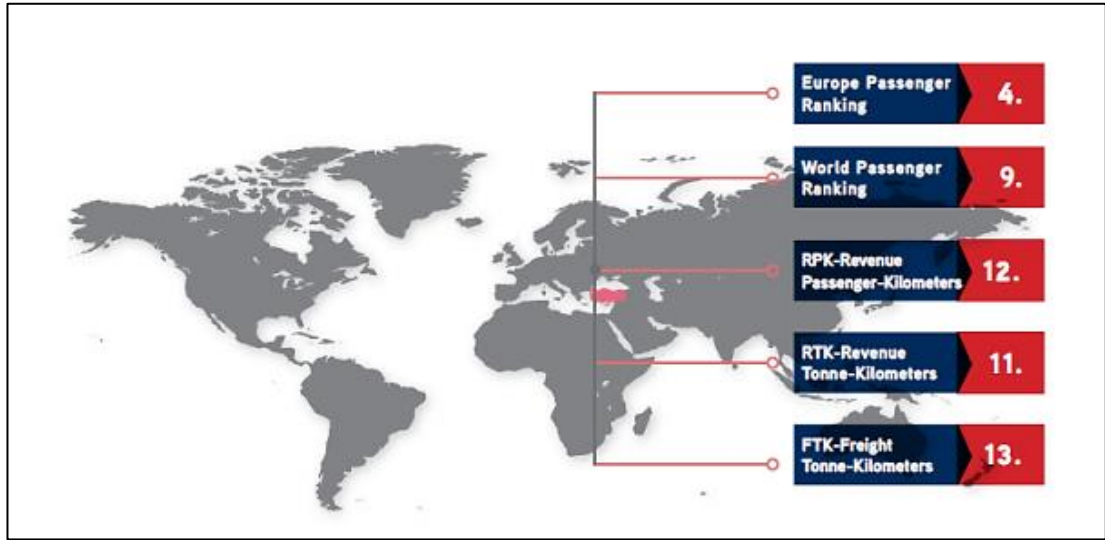 Europe Passenger
Ranking
4.
World Passenger
Ranking
9.
RPK-Revenue
Passenger-Kilometers
12.
RTK-Revenue
Tonne-Kilometers
11.
FTK-Freight
Tonne-Kilometers
13.